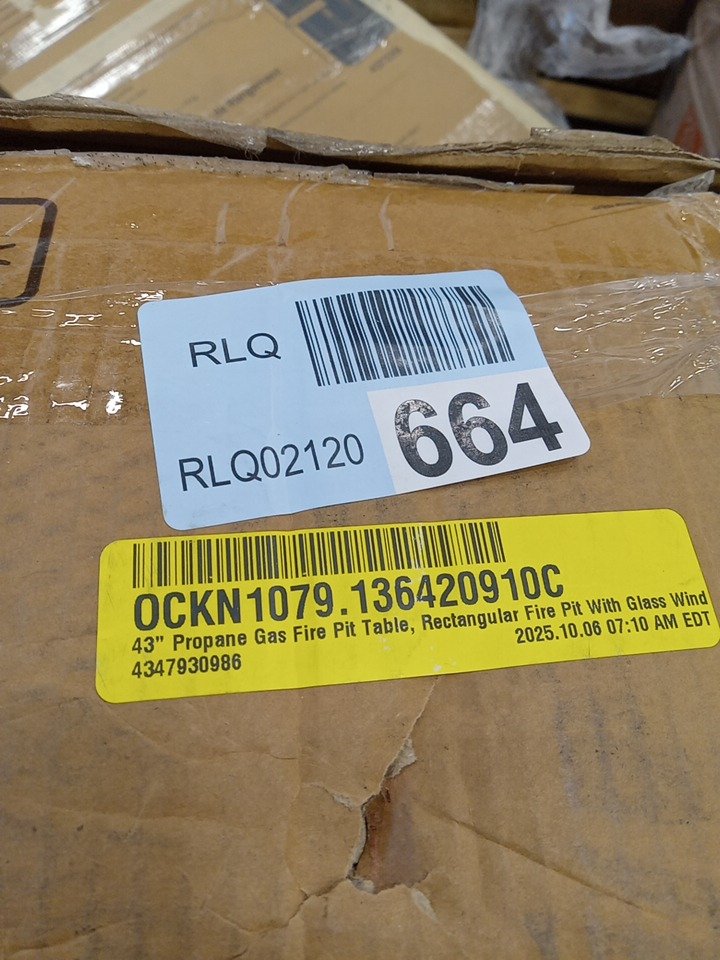 RLQ
RLQ02120
664
OCKN1079.136420910C
43" Propane Gas Fire Pit Table, Rectangular Fire Pit With Glass Wind
2025.10.06 07:10 AM EDT
4347930986